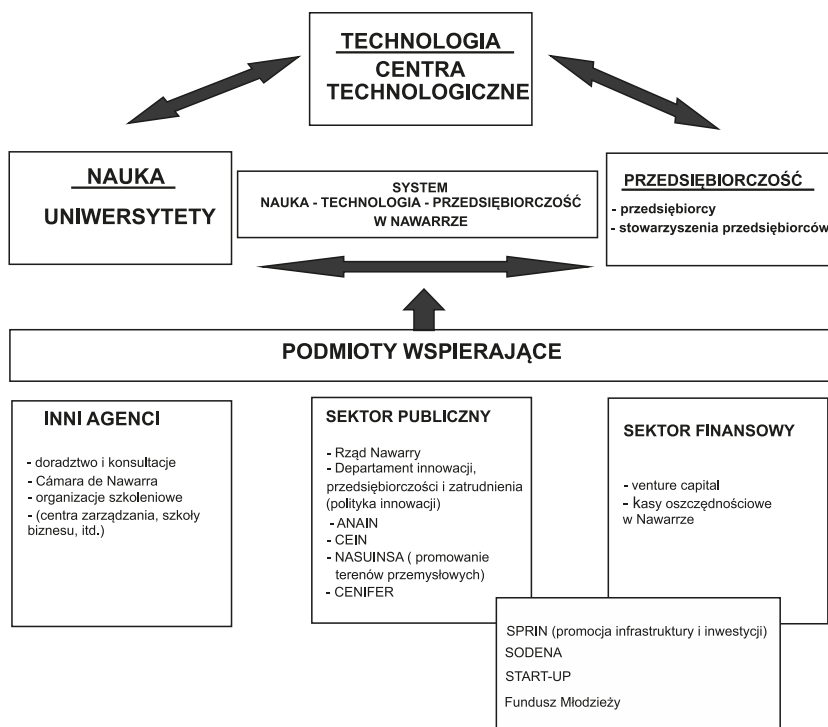 TECHNOLOGIA
CENTRA
TECHNOLOGICZNE
NAUKA
UNIWERSYTETY
SYSTEM
NAUKA - TECHNOLOGIA - PRZEDSIĘBIORCZOŚĆ
W NAWARRZE
PRZEDSIĘBIORCZOŚĆ
- przedsiębiorcy
- stowarzyszenia przedsiębiorców
PODMIOTY WSPIERAJĄCE
INNI AGENCI
- doradztwo i konsultacje
- Cámara de Nawarra
- organizacje szkoleniowe
- (centra zarządzania, szkoły
biznesu, itd.)
SEKTOR PUBLICZNY
- Rząd Nawarry
- Departament innowacji,
przedsiębiorczości i zatrudnienia
(polityka innowacji)
- ANAIN
- CEIN
- NASUINSA ( promowanie
terenów przemysłowych)
- CENIFER
SEKTOR FINANSOWY
- venture capital
- Kasy oszczędnościowe
w Nawarrze
SPRIN (promocja infrastruktury i inwestycji)
SODENA
START-UP
Fundusz Młodzieży